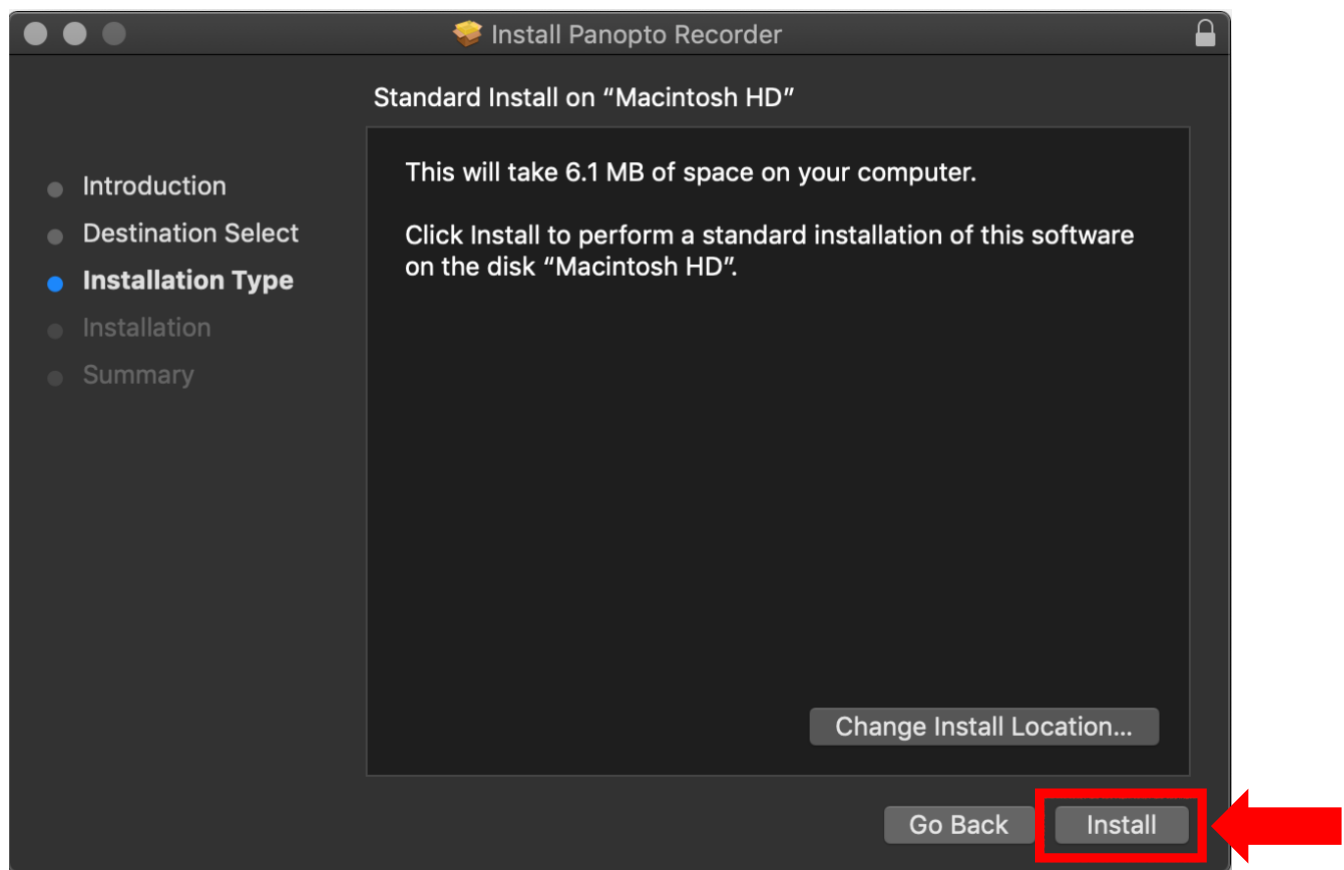 Install Panopto Recorder
Standard Install on “Macintosh HD”
Introduction
Destination Select
Installation Type
Installation
Summary
This will take 6.1 MB of space on your computer.
Click Install to perform a standard installation of this software
on the disk “Macintosh HD”.
Change Install Location...
Go Back
Install